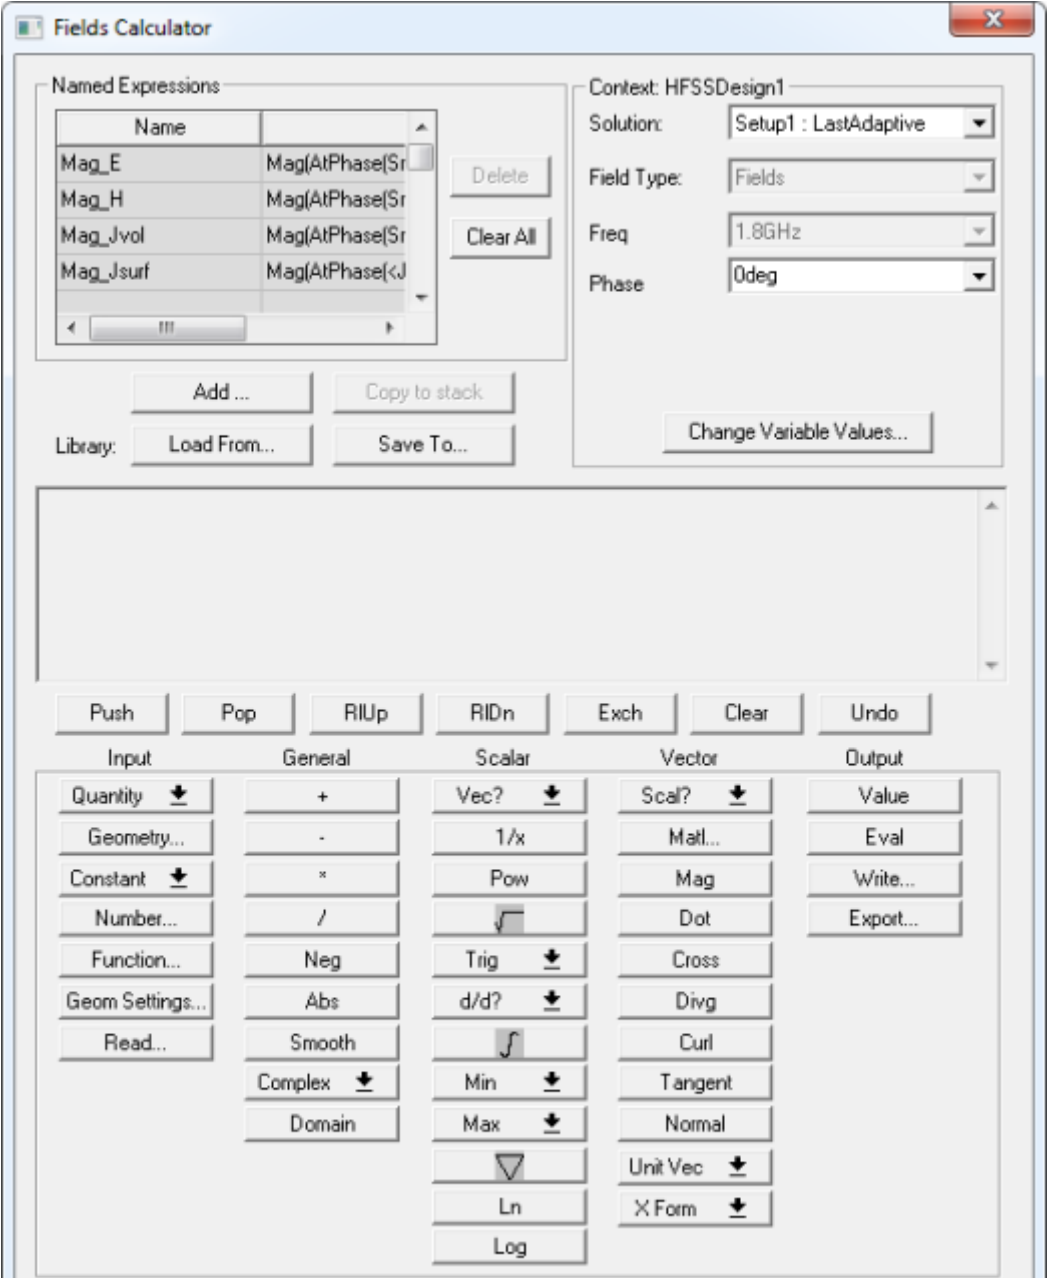 Fields Calculator
Named Expressions
Name
Mag_E Mag(AtPhase(Sr
Mag_H Mag(AtPhase(Sr
Mag_Jvol Mag(AtPhase(Sr
Mag_Jsurf Mag(AtPhase(<J
Delete
Clear All
Add ...
Copy to stack
Library:
Load From...
Save To...
Context: HFSSDesign1
Solution: Setup1 : LastAdaptive
Field Type: Fields
Freq 1.8GHz
Phase 0deg
Change Variable Values...
Push Pop RlUp RlDn Exch Clear Undo
Input General Scalar Vector Output
Quantity + Vec? Scal? Value
Geometry... - 1/x Matl... Eval
Constant * Pow Mag Write...
Number... / √ Dot Export...
Function... Neg Trig Cross
Geom Settings... Abs d/d? Divg
Read... Smooth ∫ Curl
Complex Min Tangent
Domain Max Normal
▽ Unit Vec
Ln X Form
Log